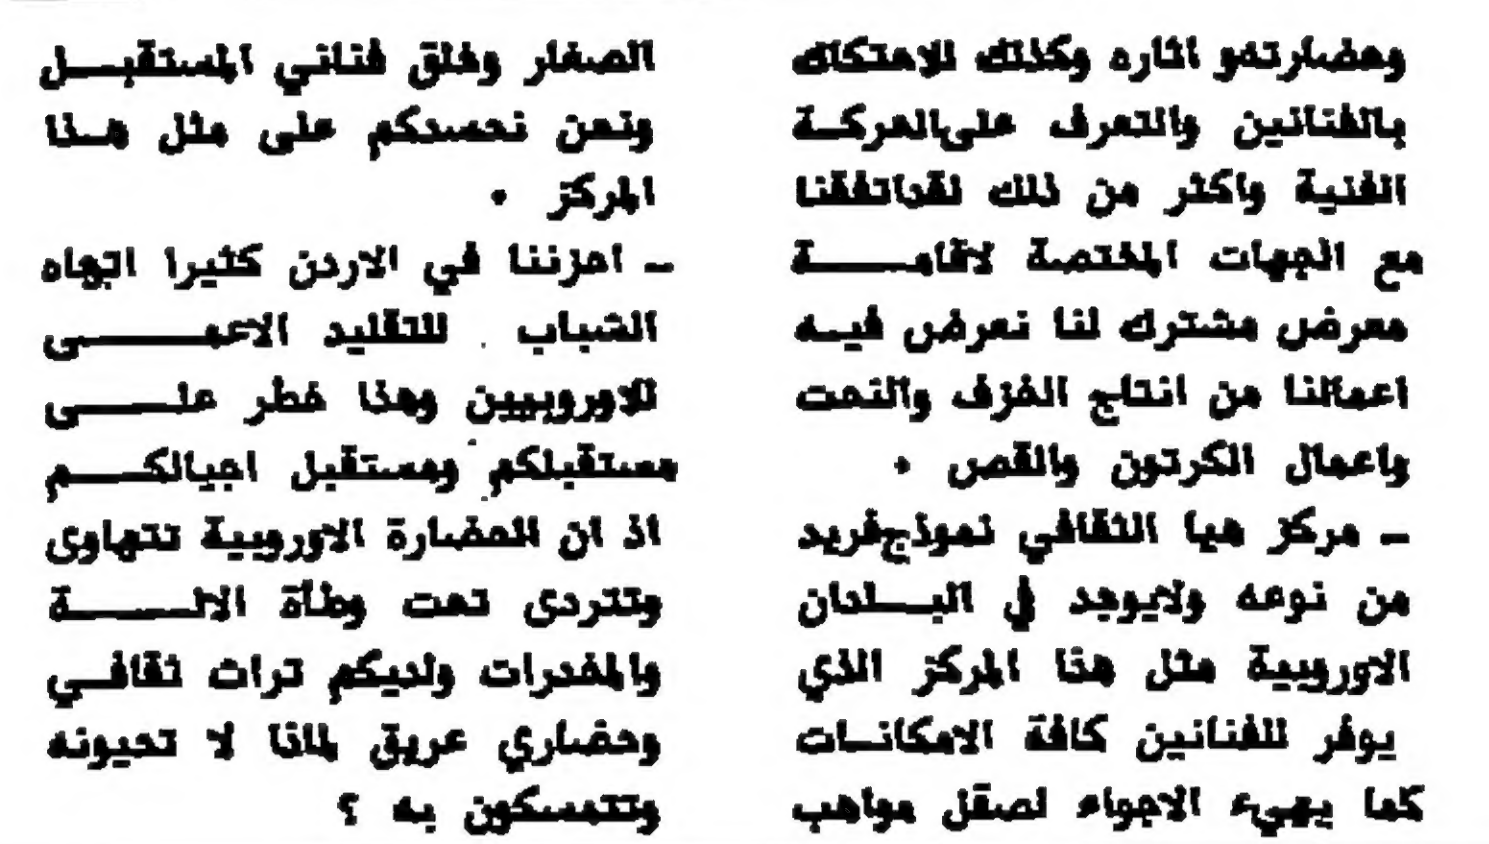 وحضارته و اثاره وكذلك للاحتكاك
بالفنانين والتعرف على الحركة
الفنية واكثر من ذلك لقد اتفقنا
مع الجهات المختصة لاقامة
معرض مشترك لنا نعرض فيه
اعمالنا من انتاج الخزف والنحت
واعمال الكرتون والقص .
ـ مركز هيا الثقافي نموذج فريد
من نوعه ولايوجد في البلدان
الاوروبية مثل هذا المركز الذي
يوفر للفنانين كافة الامكانات
كما يهيء الاجواء لصقل مواهب
الصغار وخلق فناني المستقبل
ونحن نحسدكم على مثل هذا
المركز .
ـ احزننا في الاردن كثيرا اتجاه
الشباب للتقليد الاعمى
للاوروبيين وهذا خطر على
مستقبلكم ومستقبل اجيالكم
اذ ان الحضارة الاوروبية تتهاوى
وتتردى تحت وطأة الالة
والمخدرات ولديكم تراث ثقافي
وحضاري عريق لماذا لا تحيونه
وتتمسكون به ؟